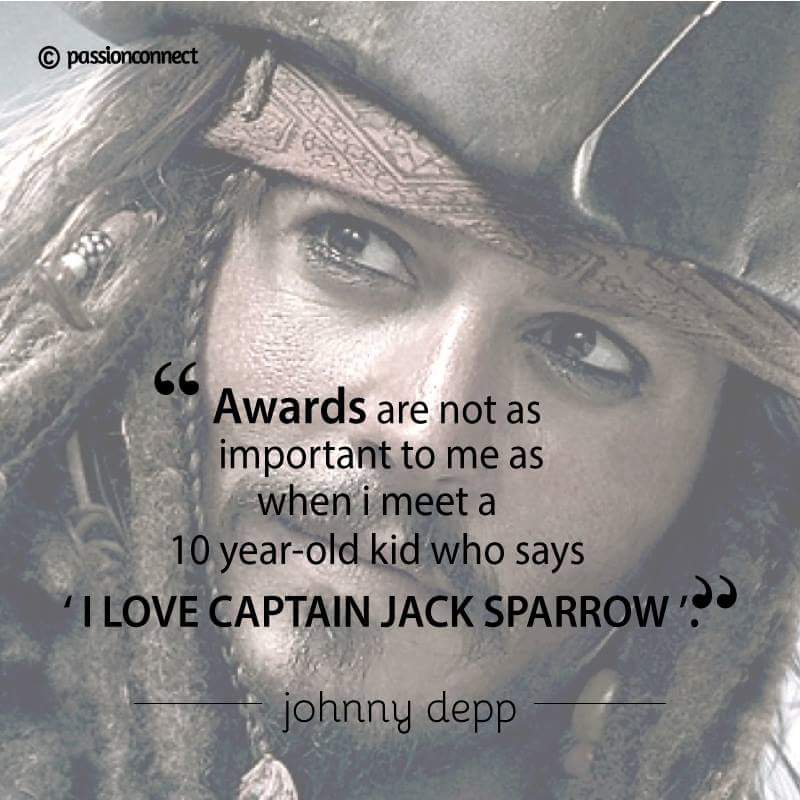 © passionconnect
“ Awards are not as
important to me as
when i meet a
10 year-old kid who says
‘ I LOVE CAPTAIN JACK SPARROW ’.”
johnny depp